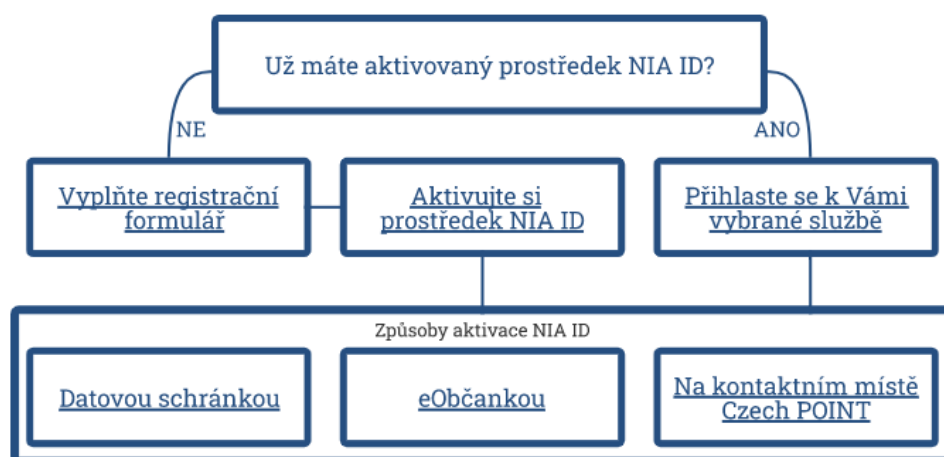 Už máte aktivovaný prostředek NIA ID?
NE
ANO
Vyplňte registrační
formulář
Aktivujte si
prostředek NIA ID
Přihlaste se k Vámi
vybrané službě
Způsoby aktivace NIA ID
Datovou schránkou
eObčankou
Na kontaktním místě
Czech POINT